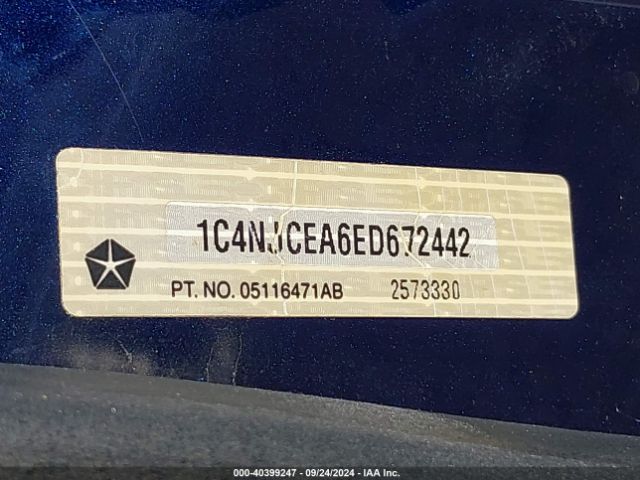 1C4NJCEA6ED672442
PT. NO. 05116471AB 2573330
000-40399247 - 09/24/2024 - IAA Inc.